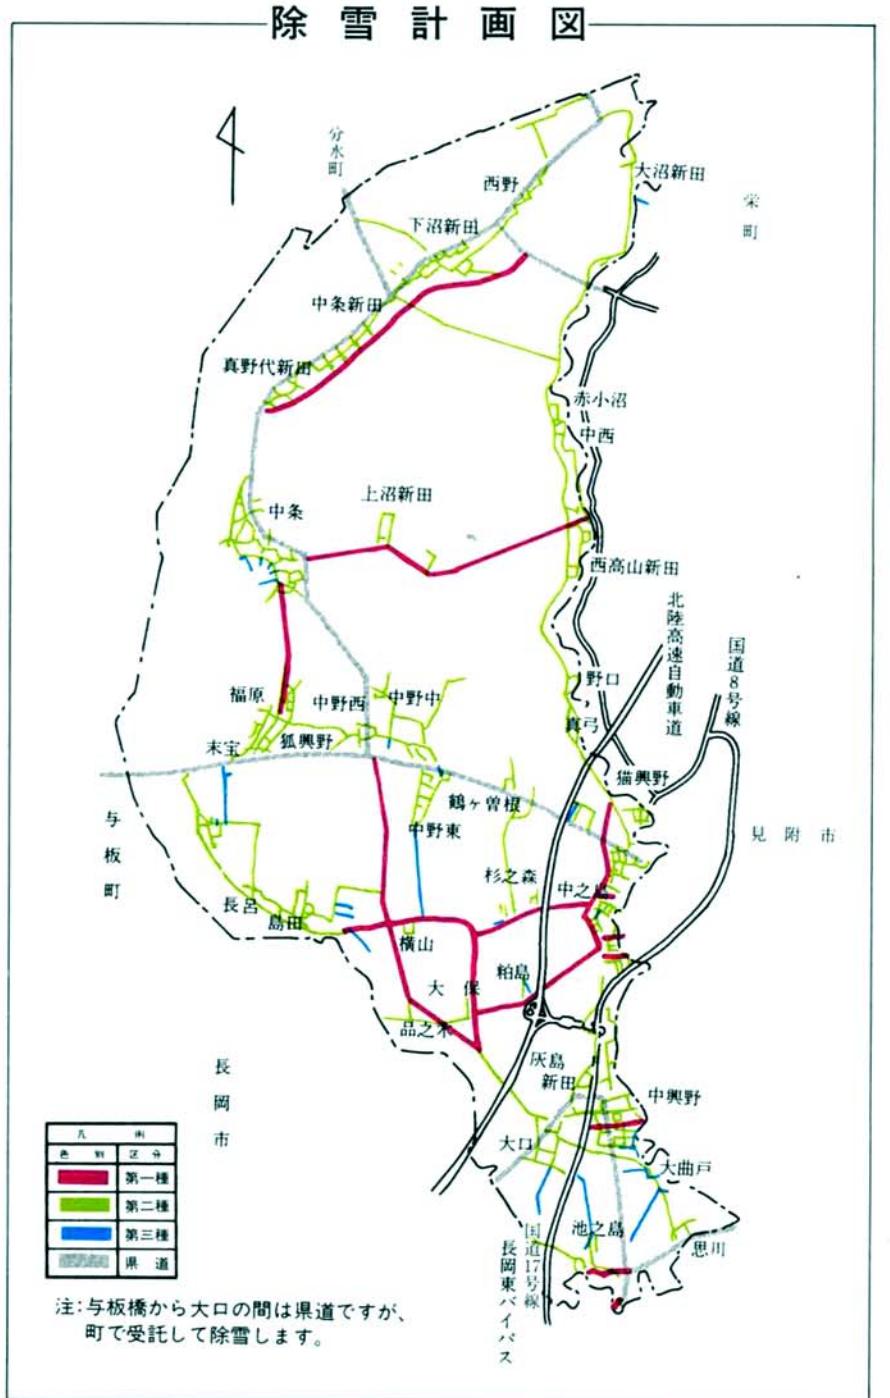 除雪計画図
分水町
大沼新田
西野
栄町
下沼新田
中条新田
真野代新田
赤小沼
中西
上沼新田
中条
西高山新田
北陸高速自動車道
国道8号線
野口
福原
中野西
中野中
真弓
末宝
狐興野
猫興野
鶴ヶ曽根
与板町
中野東
見附市
杉之森
中之島
長呂
島田
横山
粕島
大保
品之木
灰島新田
長岡市
中興野
大口
大曲戸
池之島
思川
国道17号線
長岡東バイパス
凡例
色別
区分
第一種
第二種
第三種
県道
注:与板橋から大口の間は県道ですが、
町で受託して除雪します。